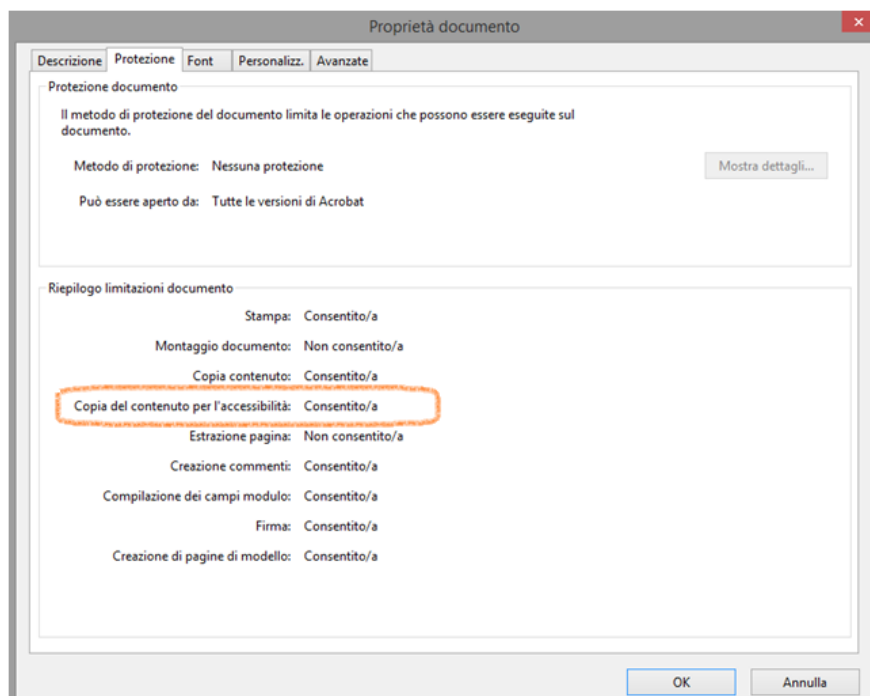 Proprietà documento
Descrizione Protezione Font Personalizz. Avanzate
Protezione documento
Il metodo di protezione del documento limita le operazioni che possono essere eseguite sul
documento.
Metodo di protezione: Nessuna protezione Mostra dettagli...
Può essere aperto da: Tutte le versioni di Acrobat
Riepilogo limitazioni documento
Stampa: Consentito/a
Montaggio documento: Non consentito/a
Copia contenuto: Consentito/a
Copia del contenuto per l'accessibilità: Consentito/a
Estrazione pagina: Non consentito/a
Creazione commenti: Consentito/a
Compilazione dei campi modulo: Consentito/a
Firma: Consentito/a
Creazione di pagine di modello: Consentito/a
OK Annulla